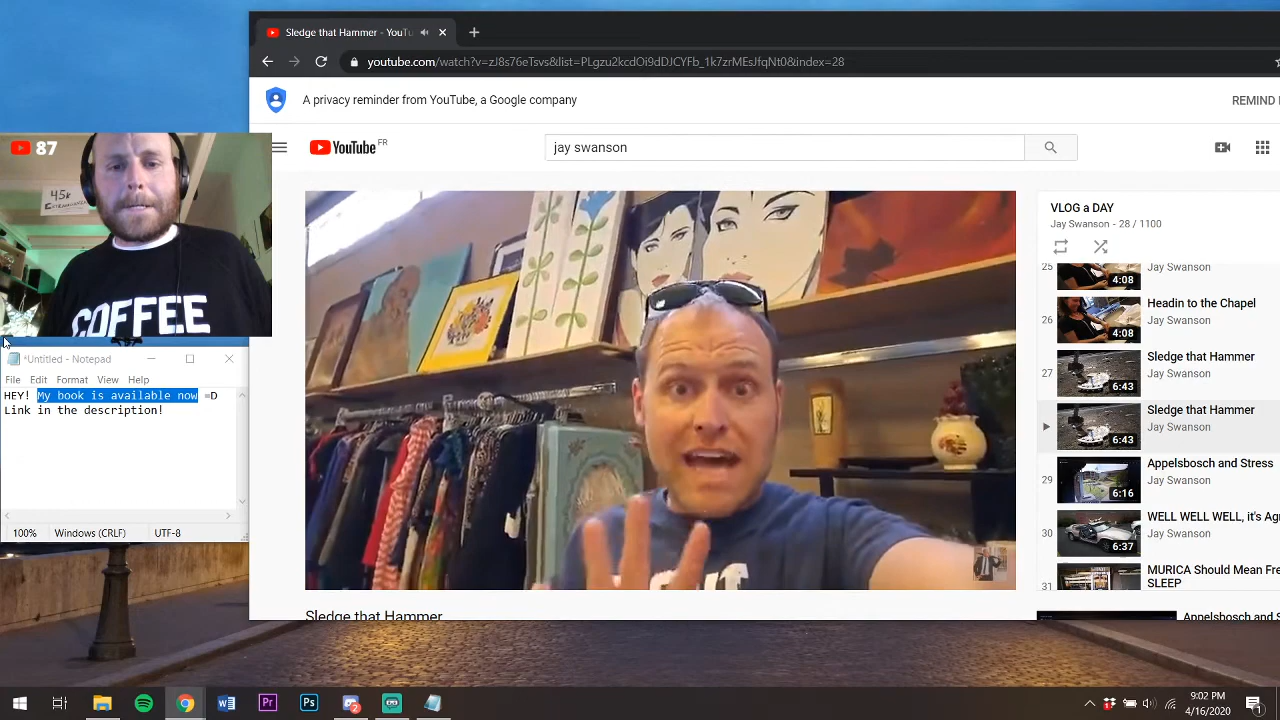 Sledge that Hammer - YouTu
youtube.com/watch?v=zJ8s76eTsvs&list=PLgzu2kcdOi9dDJCYFb_1k7zrMEsJfqNt0&index=28
A privacy reminder from YouTube, a Google company
REMIND
87
YouTube FR
jay swanson
45k
COFFEE
VLOG a DAY
Jay Swanson - 28 / 1100
25
Jay Swanson
4:08
26
Headin to the Chapel
Jay Swanson
4:08
27
Sledge that Hammer
Jay Swanson
6:43
Sledge that Hammer
Jay Swanson
6:43
29
Appelsbosch and Stress
Jay Swanson
6:16
30
WELL WELL WELL, it's Ag
Jay Swanson
6:37
31
MURICA Should Mean Fre
SLEEP
Sledge that Hammer
Appelsbosch and S
*Untitled - Notepad
File Edit Format View Help
HEY! My book is available now =D
Link in the description!
100% Windows (CRLF) UTF-8
W
Pr
Ps
2
9:02 PM
4/16/2020
1